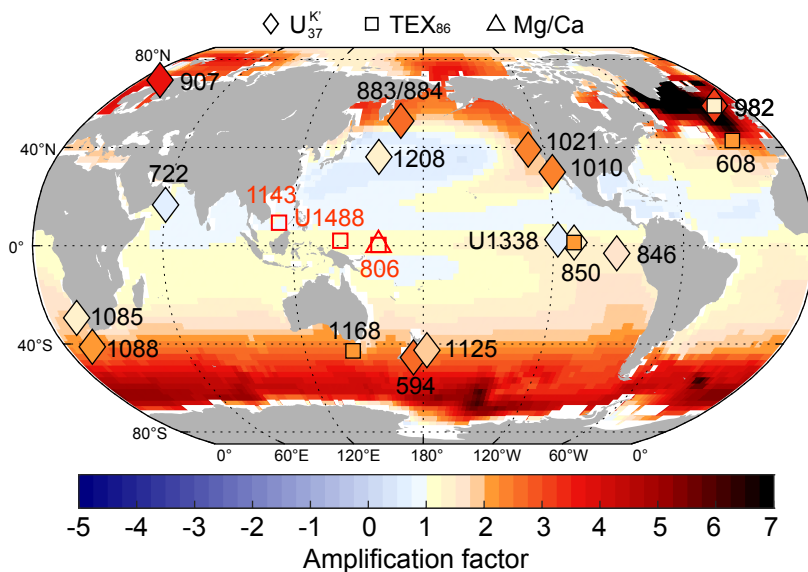 U37K' TEX86 Mg/Ca
80°N
907
883/884
982
1021
40°N
1208
1010
608
722
1143
U1488
U1338
0°
806
850
846
1085
1168
1125
40°S
1088
594
80°S
0° 60°E 120°E 180° 120°W 60°W 0°
-5 -4 -3 -2 -1 0 1 2 3 4 5 6 7
Amplification factor